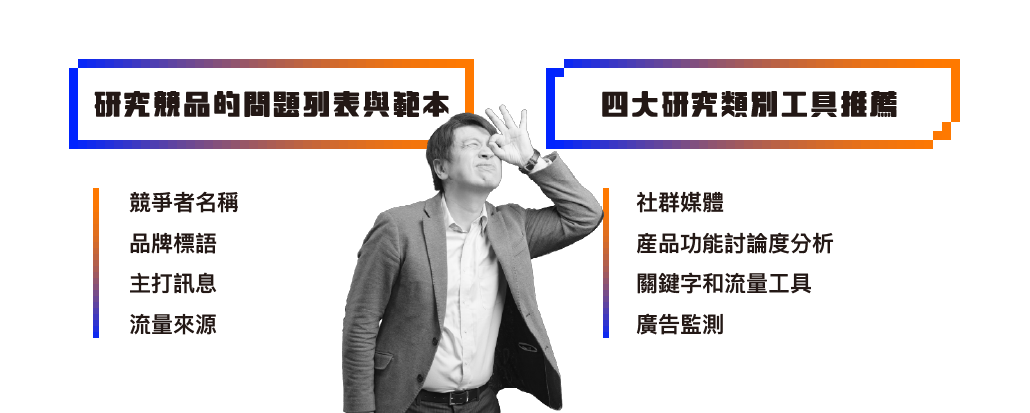 研究競品的問題列表與範本
競爭者名稱
品牌標語
主打訊息
流量來源
四大研究類別工具推薦
社群媒體
產品功能討論度分析
關鍵字和流量工具
廣告監測